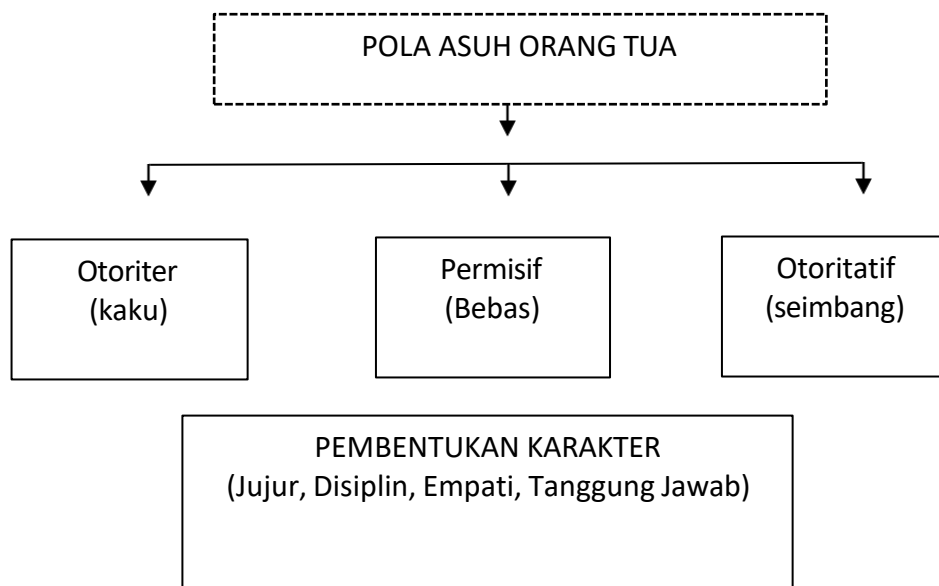 POLA ASUH ORANG TUA
Otoriter
(kaku)
Permisif
(Bebas)
Otoritatif
(seimbang)
PEMBENTUKAN KARAKTER
(Jujur, Disiplin, Empati, Tanggung Jawab)